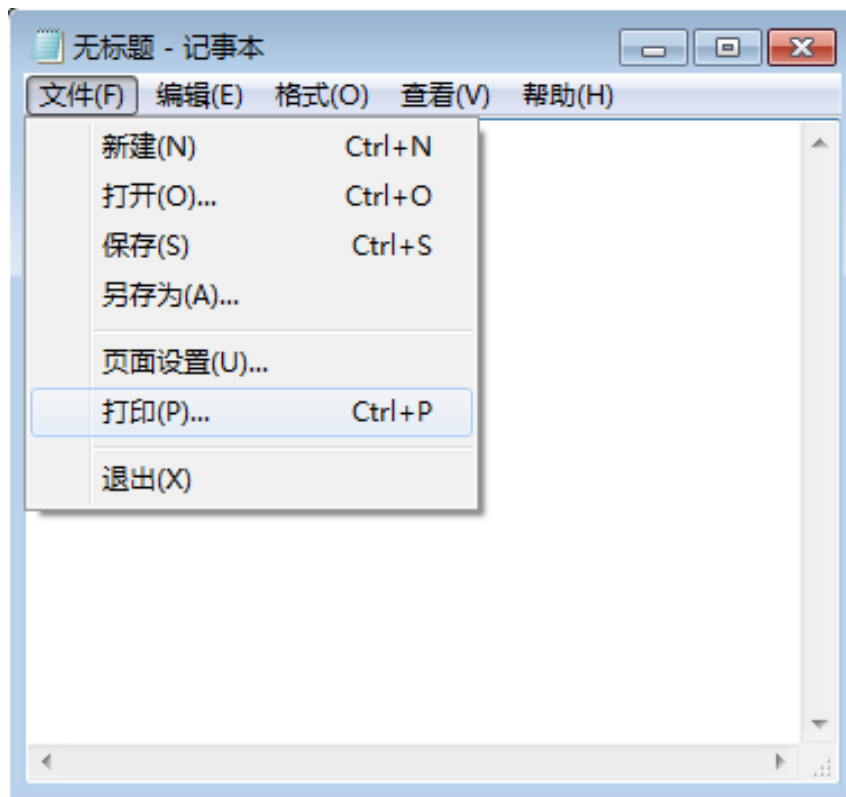 无标题 - 记事本
文件(F) 编辑(E) 格式(O) 查看(V) 帮助(H)
新建(N) Ctrl+N
打开(O)... Ctrl+O
保存(S) Ctrl+S
另存为(A)...
页面设置(U)...
打印(P)... Ctrl+P
退出(X)